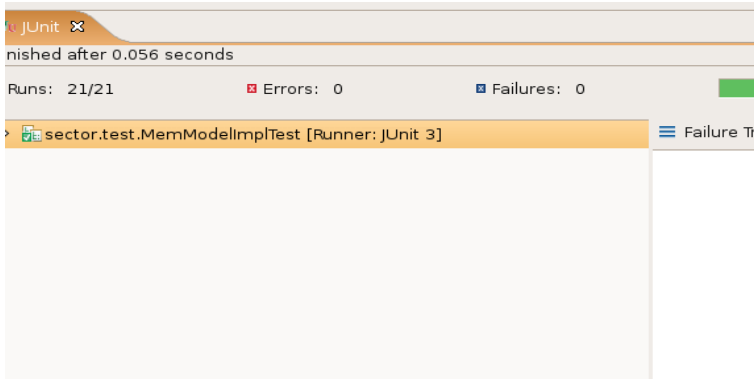 JUnit
nished after 0.056 seconds
Runs: 21/21 Errors: 0 Failures: 0
sector.test.MemModelImplTest [Runner: JUnit 3]
Failure Tr